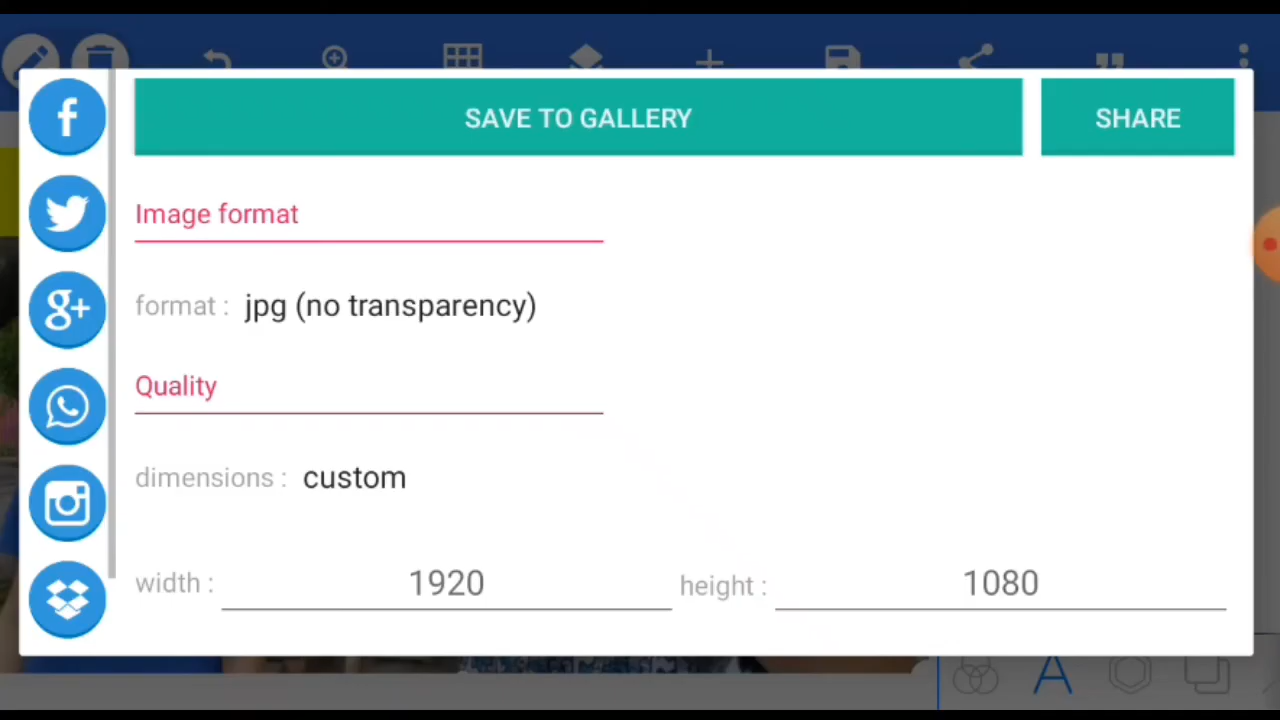 SAVE TO GALLERY
SHARE
Image format
format : jpg (no transparency)
Quality
dimensions : custom
width : 1920 height : 1080